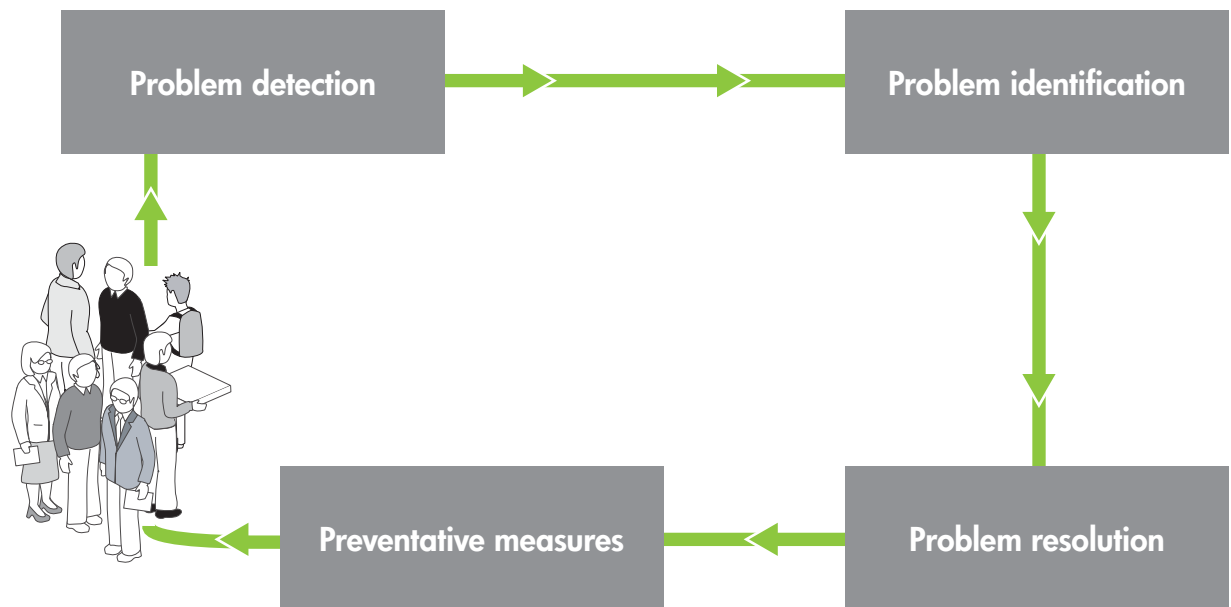 Problem detection
Problem identification
Problem resolution
Preventative measures